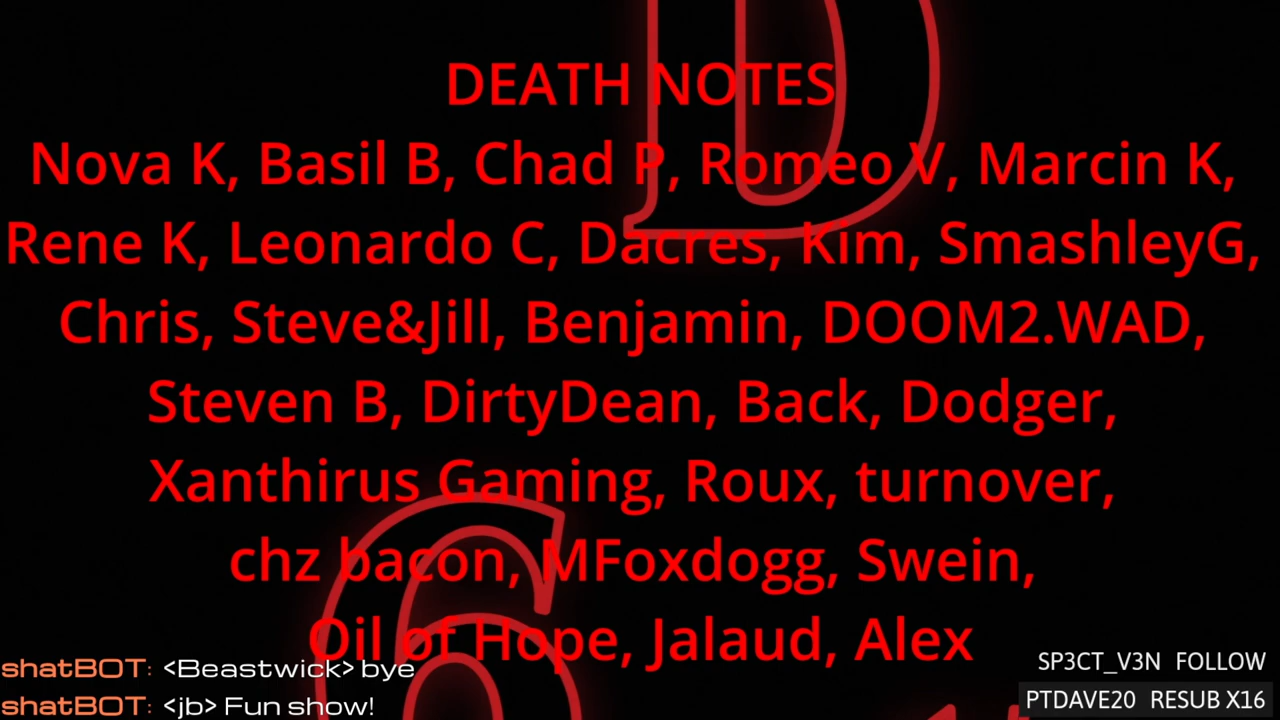 DEATH NOTES
Nova K, Basil B, Chad P, Romeo V, Marcin K,
Rene K, Leonardo C, Dacres, Kim, SmashleyG,
Chris, Steve&Jill, Benjamin, DOOM2.WAD,
Steven B, DirtyDean, Back, Dodger,
Xanthirus Gaming, Roux, turnover,
chz bacon, MFoxdogg, Swein,
Oil of Hope, Jalaud, Alex
shatBOT: <Beastwick> bye
shatBOT: <jb> Fun show!
SP3CT_V3N FOLLOW
PTDAVE20 RESUB X16
D
6